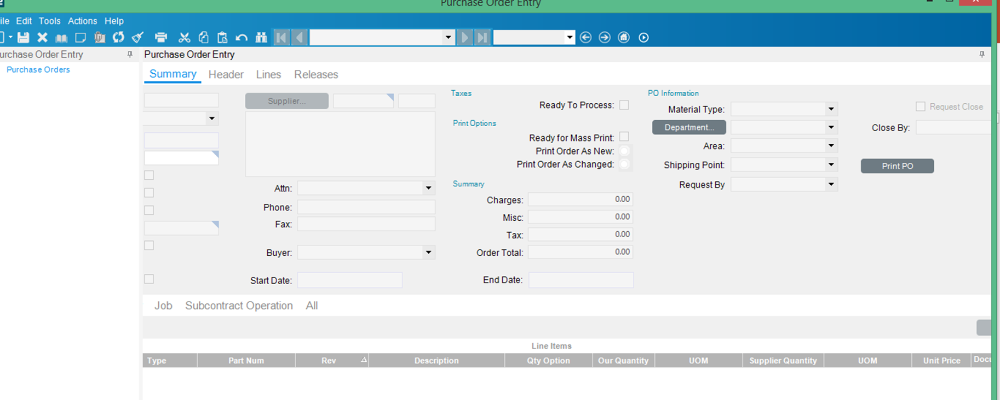 Purchase Order Entry
ile Edit Tools Actions Help
urchase Order Entry
Purchase Orders
Purchase Order Entry
Summary Header Lines Releases
Supplier...
Attn:
Phone:
Fax:
Buyer:
Start Date:
Taxes
Ready To Process:
Print Options
Ready for Mass Print:
Print Order As New:
Print Order As Changed:
Summary
Charges: 0.00
Misc: 0.00
Tax: 0.00
Order Total: 0.00
End Date:
PO Information
Material Type:
Department...
Area:
Shipping Point:
Request By
Request Close
Close By:
Print PO
Job Subcontract Operation All
Line Items
Type Part Num Rev Description Qty Option Our Quantity UOM Supplier Quantity UOM Unit Price Docu